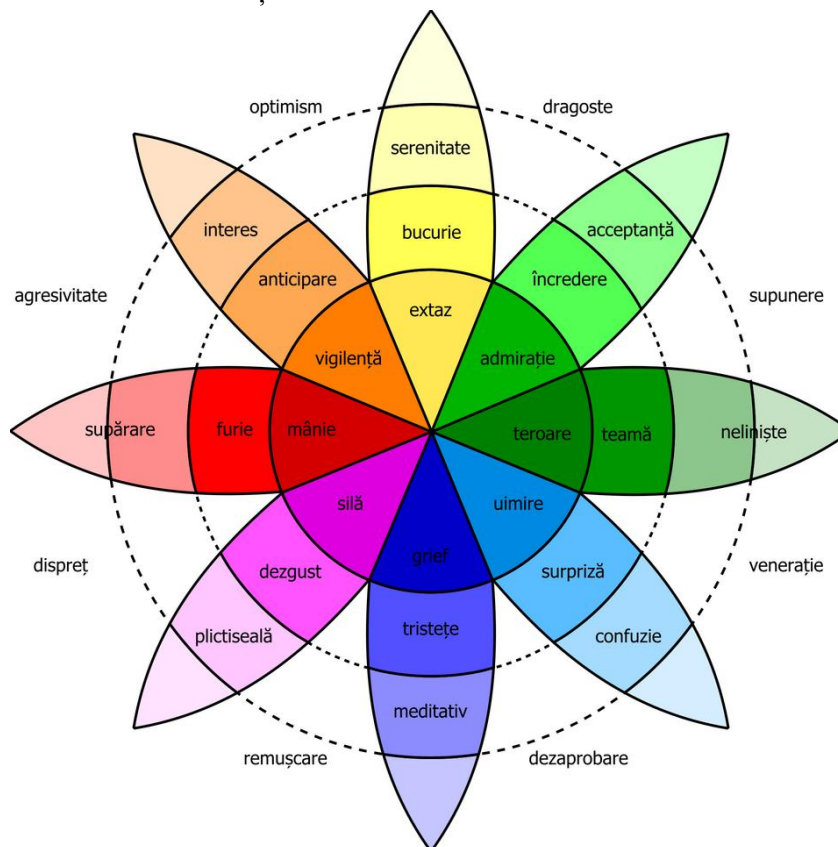 optimism
dragoste
serenitate
interes
acceptanță
bucurie
anticipare
încredere
agresivitate
supunere
extaz
vigilență
admirație
supărare
furie
mânie
teroare
teamă
neliniște
silă
uimire
grief
dispreț
dezgust
surpriză
venerație
plictiseală
tristețe
confuzie
meditativ
remușcare
dezaprobare